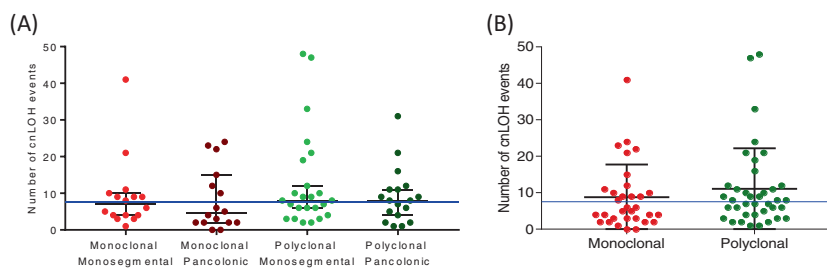 (A)
Number of cnLOH events
50
40
30
20
10
0
Monoclonal Monosegmental
Monoclonal Pancolonic
Polyclonal Monosegmental
Polyclonal Pancolonic
(B)
Number of cnLOH events
50
40
30
20
10
0
Monoclonal
Polyclonal